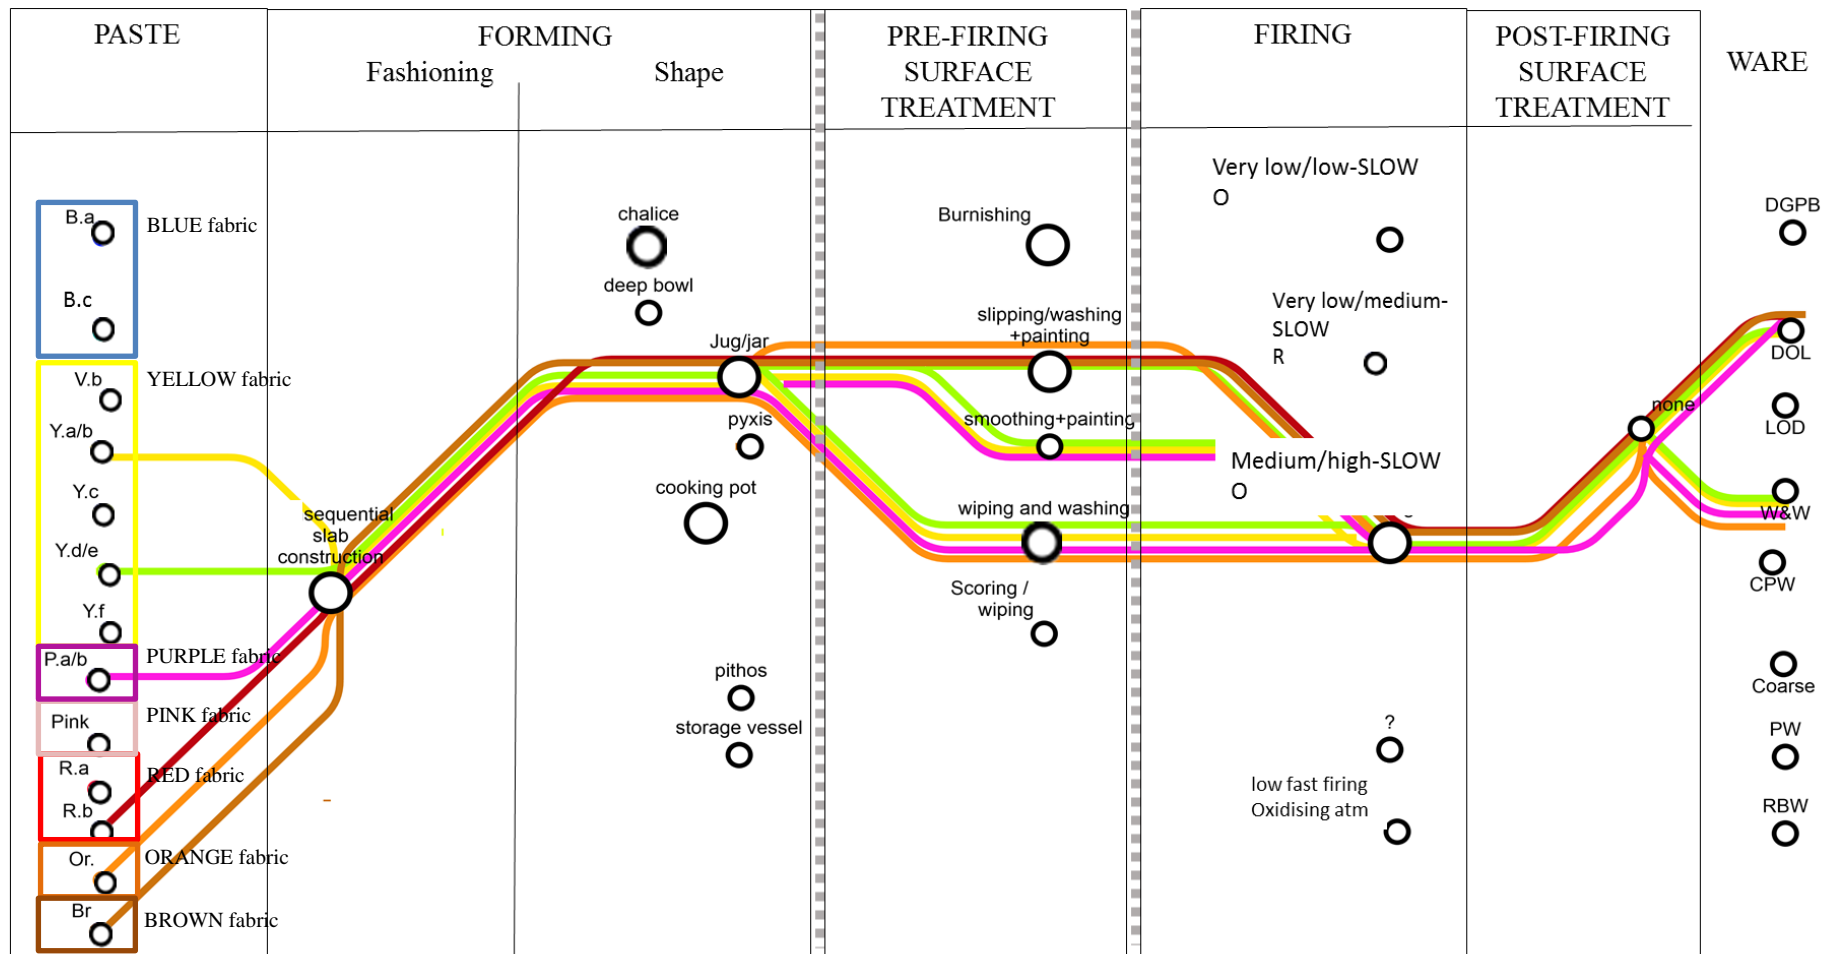 PASTE
FORMING
Fashioning
Shape
PRE-FIRING
SURFACE
TREATMENT
FIRING
POST-FIRING
SURFACE
TREATMENT
WARE
B.a
BLUE fabric
B.c
V.b
YELLOW fabric
Y.a/b
Y.c
Y.d/e
Y.f
P.a/b
PURPLE fabric
Pink
PINK fabric
R.a
RED fabric
R.b
Or.
ORANGE fabric
Br
BROWN fabric
sequential
slab
construction
chalice
deep bowl
Jug/jar
pyxis
cooking pot
pithos
storage vessel
Burnishing
slipping/washing
+painting
smoothing+painting
wiping and washing
Scoring /
wiping
Very low/low-SLOW
O
Very low/medium-
SLOW
R
Medium/high-SLOW
O
?
low fast firing
Oxidising atm
none
DGPB
DOL
LOD
W&W
CPW
Coarse
PW
RBW